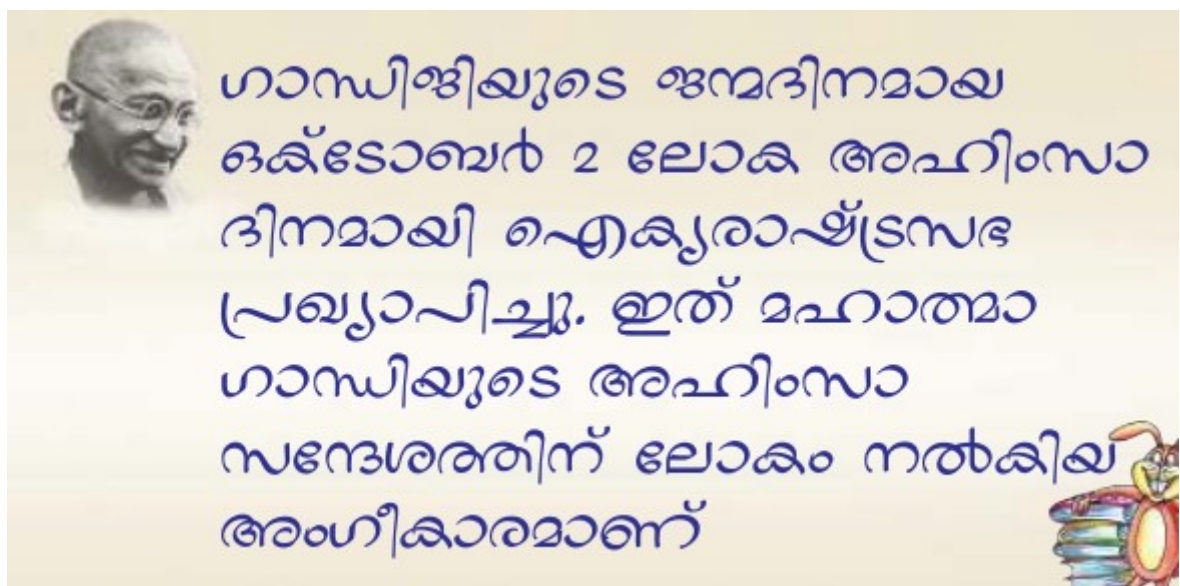 ഗാന്ധിജിയുടെ ജന്മദിനമായ
ഒക്ടോബർ 2 ലോക അഹിംസാ
ദിനമായി ഐക്യരാഷ്ട്രസഭ
പ്രഖ്യാപിച്ചു. ഇത് മഹാത്മാ
ഗാന്ധിയുടെ അഹിംസാ
സന്ദേശത്തിന് ലോകം നൽകിയ
അംഗീകാരമാണ്